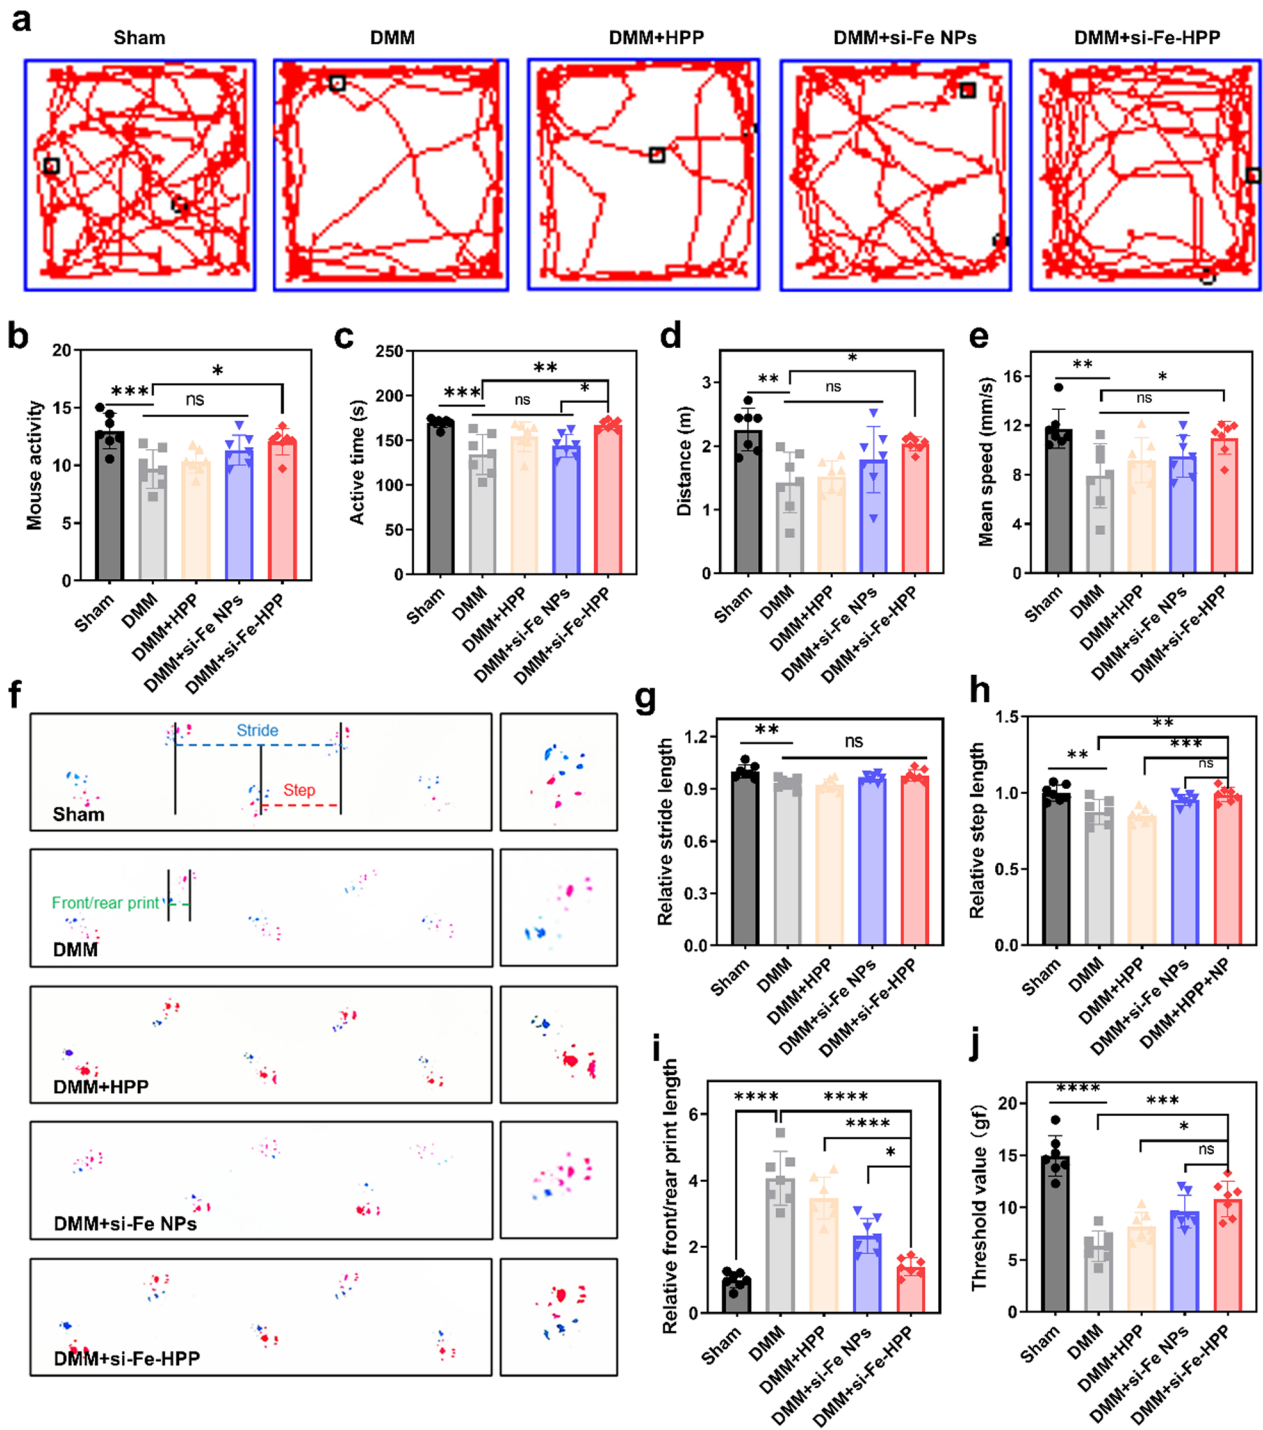 a
Sham DMM DMM+HPP DMM+si-Fe NPs DMM+si-Fe-HPP
b
Mouse activity
20
15
10
5
0
*** * ns
Sham DMM DMM+HPP DMM+si-Fe NPs DMM+si-Fe-HPP
c
Active time (s)
250
200
150
100
50
0
*** ** ns *
Sham DMM DMM+HPP DMM+si-Fe NPs DMM+si-Fe-HPP
d
Distance (m)
3
2
1
0
** * ns
Sham DMM DMM+HPP DMM+si-Fe NPs DMM+si-Fe-HPP
e
Mean speed (mm/s)
16
12
8
4
0
** * ns
Sham DMM DMM+HPP DMM+si-Fe NPs DMM+si-Fe-HPP
f
Stride
Step
Sham
Front/rear print
DMM
DMM+HPP
DMM+si-Fe NPs
DMM+si-Fe-HPP
g
Relative stride length
1.2
0.9
0.6
0.3
0.0
** ns
Sham DMM DMM+HPP DMM+si-Fe NPs DMM+si-Fe-HPP
h
Relative step length
1.5
1.0
0.5
0.0
** ** *** ns
Sham DMM DMM+HPP DMM+si-Fe NPs DMM+HPP+NP
i
Relative front/rear print length
6
4
2
0
**** **** **** *
Sham DMM DMM+HPP DMM+si-Fe NPs DMM+si-Fe-HPP
j
Threshold value (gf)
20
15
10
5
0
**** *** * ns
Sham DMM DMM+HPP DMM+si-Fe NPs DMM+si-Fe-HPP